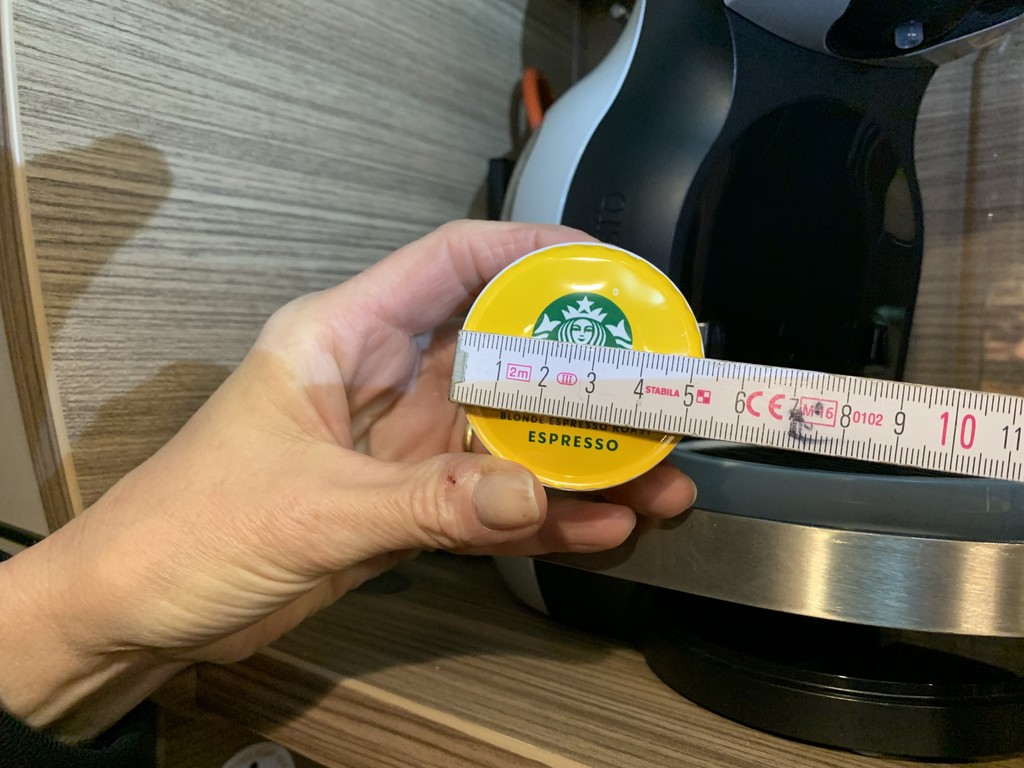 1 2m 2 III 3 4 STABILA 5 6 CE 7 M16 8 0102 9 10 11
BLONDE ESPRESSO ROAST
ESPRESSO